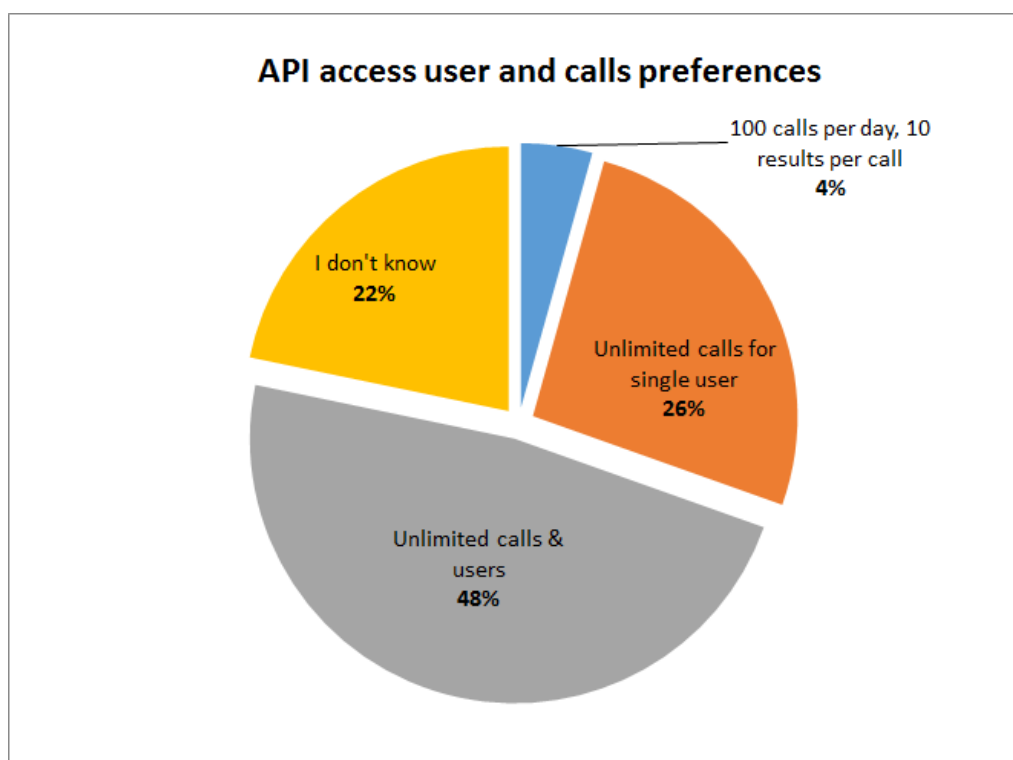 API access user and calls preferences
100 calls per day, 10
results per call
4%
I don't know
22%
Unlimited calls for
single user
26%
Unlimited calls &
users
48%